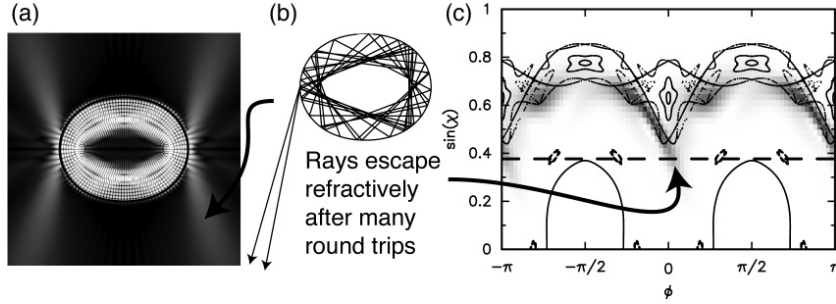 (a)
(b)
Rays escape
refractively
after many
round trips
(c)
sin(χ)
1
0.8
0.6
0.4
0.2
0
−π
−π/2
0
π/2
π
ϕ